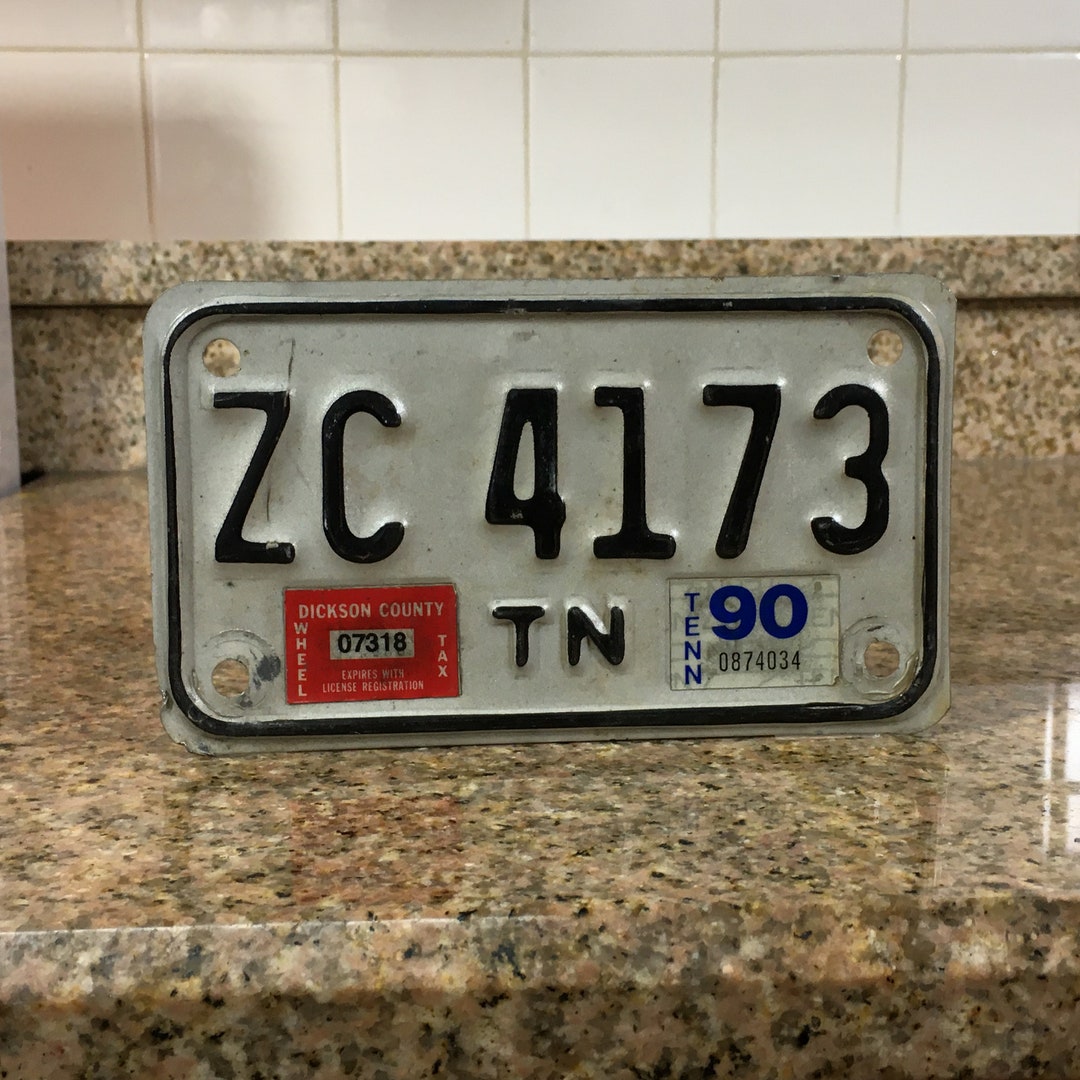 ZC 4173
DICKSON COUNTY
WHEEL
07318
TAX
EXPIRES WITH
LICENSE REGISTRATION
TN
TENN
90
0874034